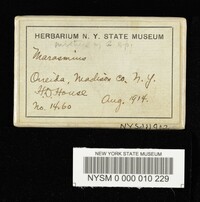 HERBARIUM N. Y. STATE MUSEUM
Marasmius
Oneida, Madison Co. N.Y.
H.D. House
No. 14.60 Aug. 1914.
NEW YORK STATE MUSEUM
NYSM 0 000 010 229